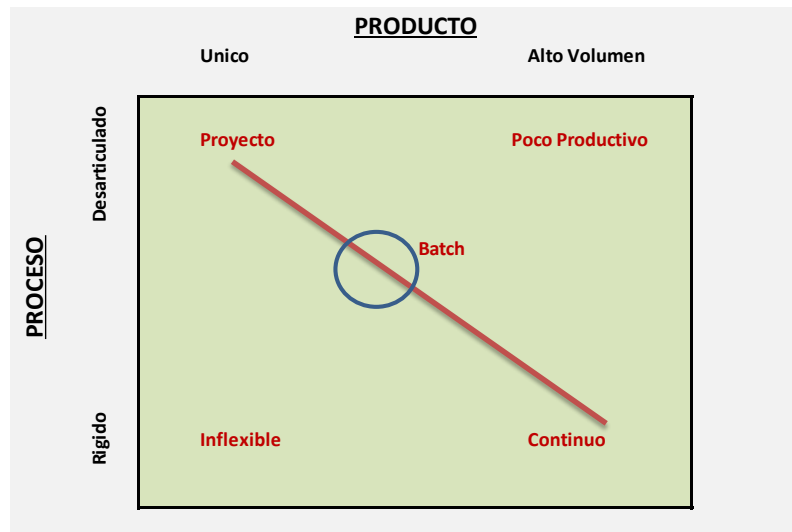 PRODUCTO
Unico
Alto Volumen
Desarticulado
Proyecto
Poco Productivo
PROCESO
Batch
Rigido
Inflexible
Continuo